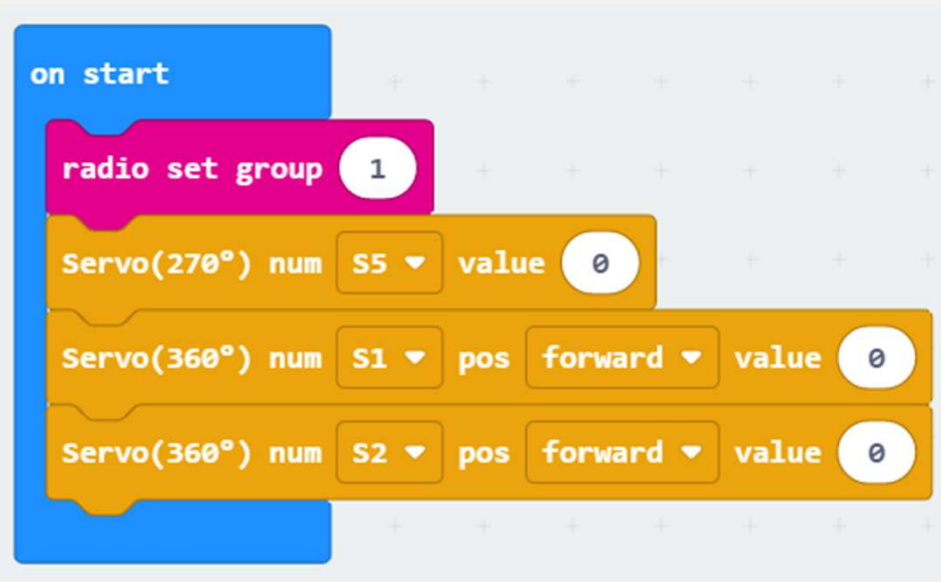 on start
radio set group 1
Servo(270°) num S5 value 0
Servo(360°) num S1 pos forward value 0
Servo(360°) num S2 pos forward value 0